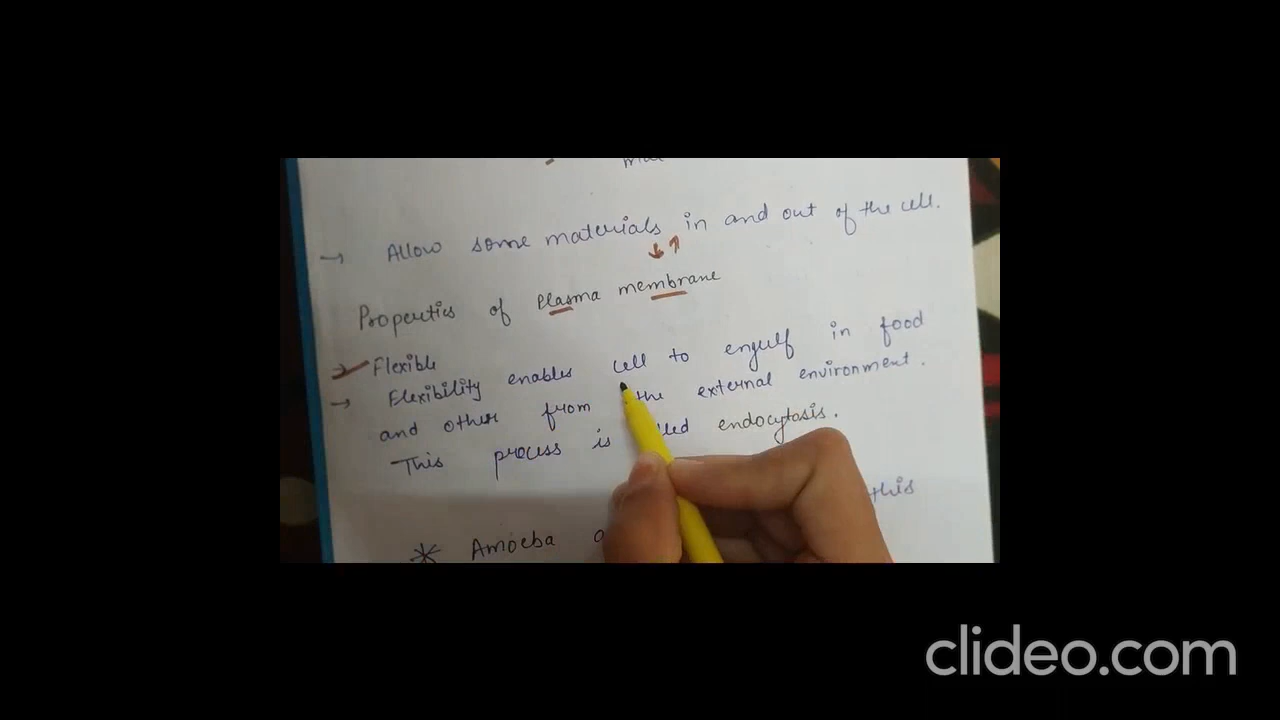 → Allow some materials in and out of the cell.
↓ ↑
Properties of Plasma membrane
→ Flexible
→ Flexibility enables cell to engulf in food
and other from the external environment.
This process is endocytosis.
this
* Amoeba
clideo.com